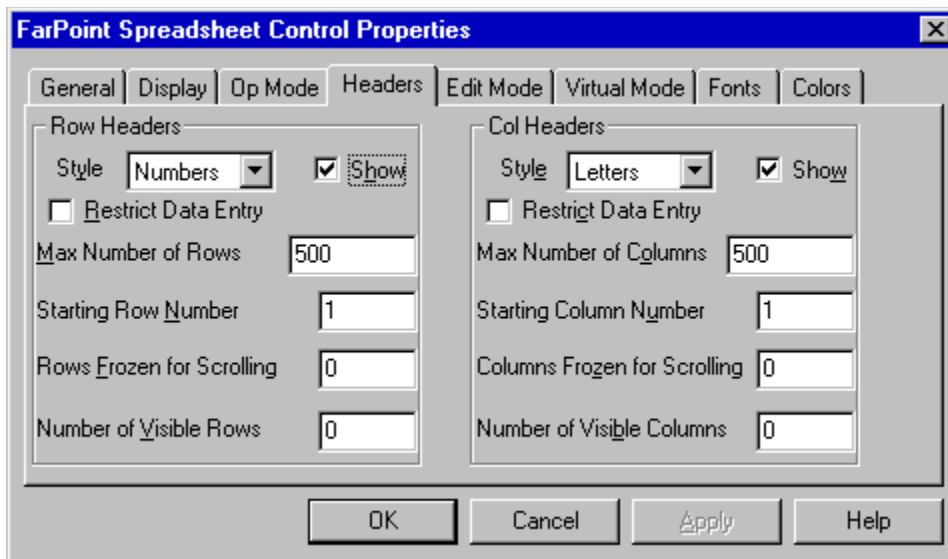 FarPoint Spreadsheet Control Properties
General Display Op Mode Headers Edit Mode Virtual Mode Fonts Colors
Row Headers
Style Numbers Show
Restrict Data Entry
Max Number of Rows 500
Starting Row Number 1
Rows Frozen for Scrolling 0
Number of Visible Rows 0
Col Headers
Style Letters Show
Restrict Data Entry
Max Number of Columns 500
Starting Column Number 1
Columns Frozen for Scrolling 0
Number of Visible Columns 0
OK Cancel Apply Help